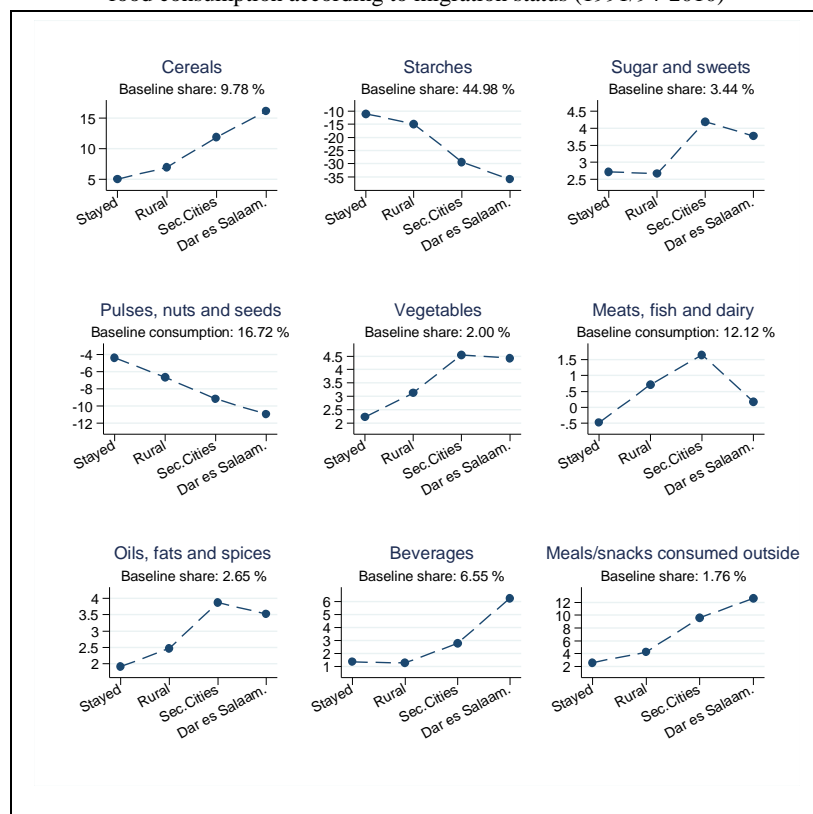 food consumption according to migration status (1991/94-2010)
Cereals
Baseline share: 9.78 %
15
10
5
Stayed
Rural
Sec.Cities
Dar es Salaam.
Starches
Baseline share: 44.98 %
-10
-15
-20
-25
-30
-35
Stayed
Rural
Sec.Cities
Dar es Salaam.
Sugar and sweets
Baseline share: 3.44 %
4.5
4
3.5
3
2.5
Stayed
Rural
Sec.Cities
Dar es Salaam.
Pulses, nuts and seeds
Baseline consumption: 16.72 %
-4
-6
-8
-10
-12
Stayed
Rural
Sec.Cities
Dar es Salaam.
Vegetables
Baseline share: 2.00 %
4.5
4
3.5
3
2.5
2
Stayed
Rural
Sec.Cities
Dar es Salaam.
Meats, fish and dairy
Baseline consumption: 12.12 %
1.5
1
.5
0
-.5
Stayed
Rural
Sec.Cities
Dar es Salaam.
Oils, fats and spices
Baseline share: 2.65 %
4
3.5
3
2.5
2
Stayed
Rural
Sec.Cities
Dar es Salaam.
Beverages
Baseline share: 6.55 %
6
5
4
3
2
1
Stayed
Rural
Sec.Cities
Dar es Salaam.
Meals/snacks consumed outside
Baseline share: 1.76 %
12
10
8
6
4
2
Stayed
Rural
Sec.Cities
Dar es Salaam.